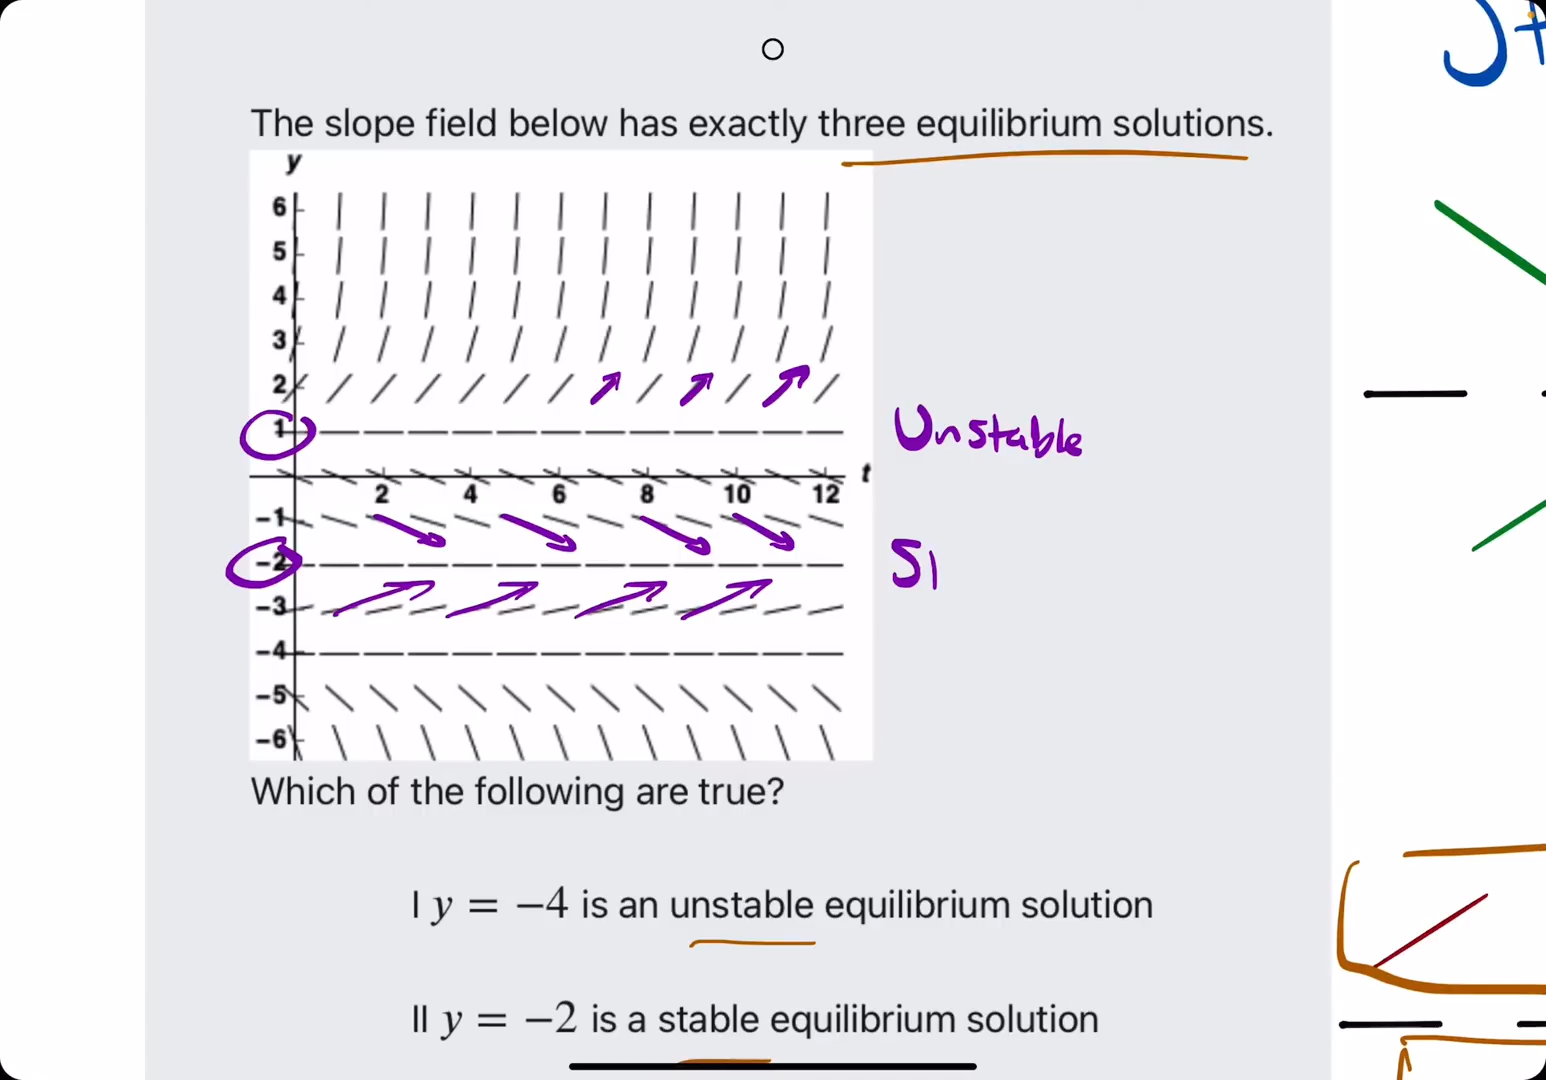 The slope field below has exactly three equilibrium solutions.
y
6
5
4
3
2
1
Unstable
t
2 4 6 8 10 12
−1
−2
−3
−4
−5
−6
Which of the following are true?
I y = −4 is an unstable equilibrium solution
II y = −2 is a stable equilibrium solution